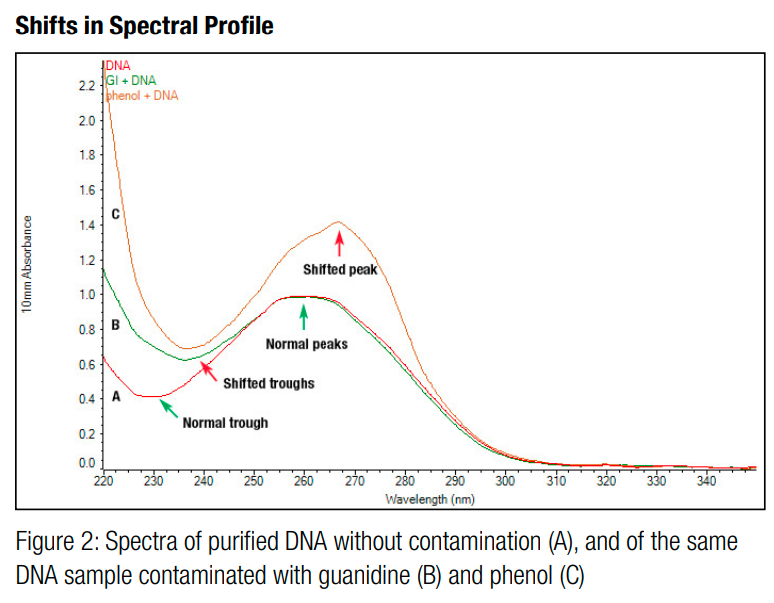 Shifts in Spectral Profile
DNA
GI + DNA
phenol + DNA
2.2
2.0
1.8
1.6
1.4
1.2
1.0
0.8
0.6
0.4
0.2
0.0
10mm Absorbance
C
B
A
Shifted peak
Normal peaks
Shifted troughs
Normal trough
220 230 240 250 260 270 280 290 300 310 320 330 340
Wavelength (nm)
Figure 2: Spectra of purified DNA without contamination (A), and of the same
DNA sample contaminated with guanidine (B) and phenol (C)